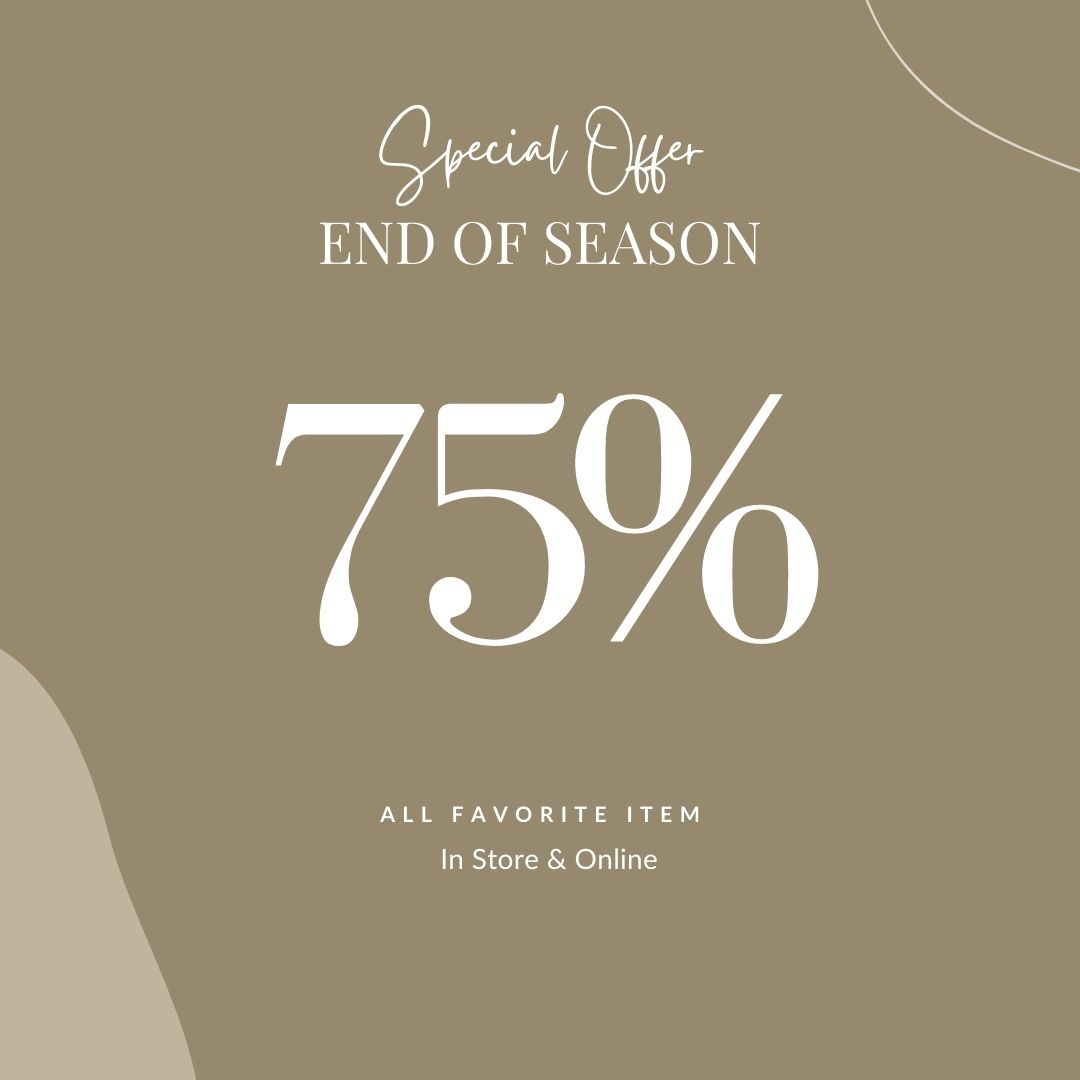 Special Offer
END OF SEASON
75%
ALL FAVORITE ITEM
In Store & Online